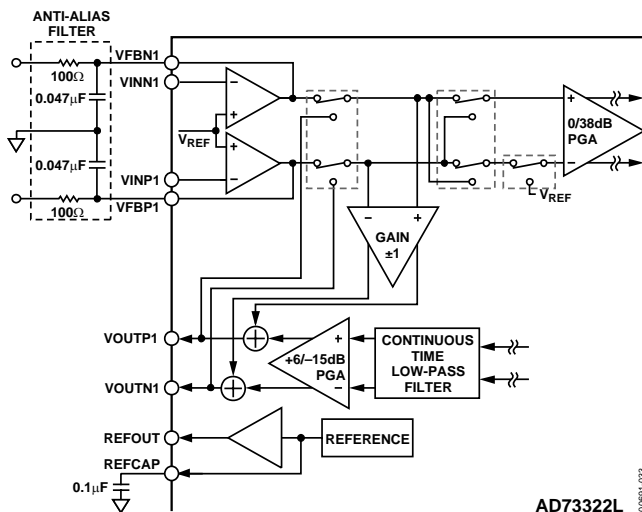 ANTI-ALIAS
FILTER
VFBN1
100Ω
VINN1
0.047μF
VREF
0.047μF
VINP1
VFBP1
100Ω
0/38dB
PGA
VREF
GAIN
±1
VOUTP1
+6/–15dB
PGA
CONTINUOUS
TIME
LOW-PASS
FILTER
VOUTN1
REFOUT
REFERENCE
REFCAP
0.1μF
AD73322L